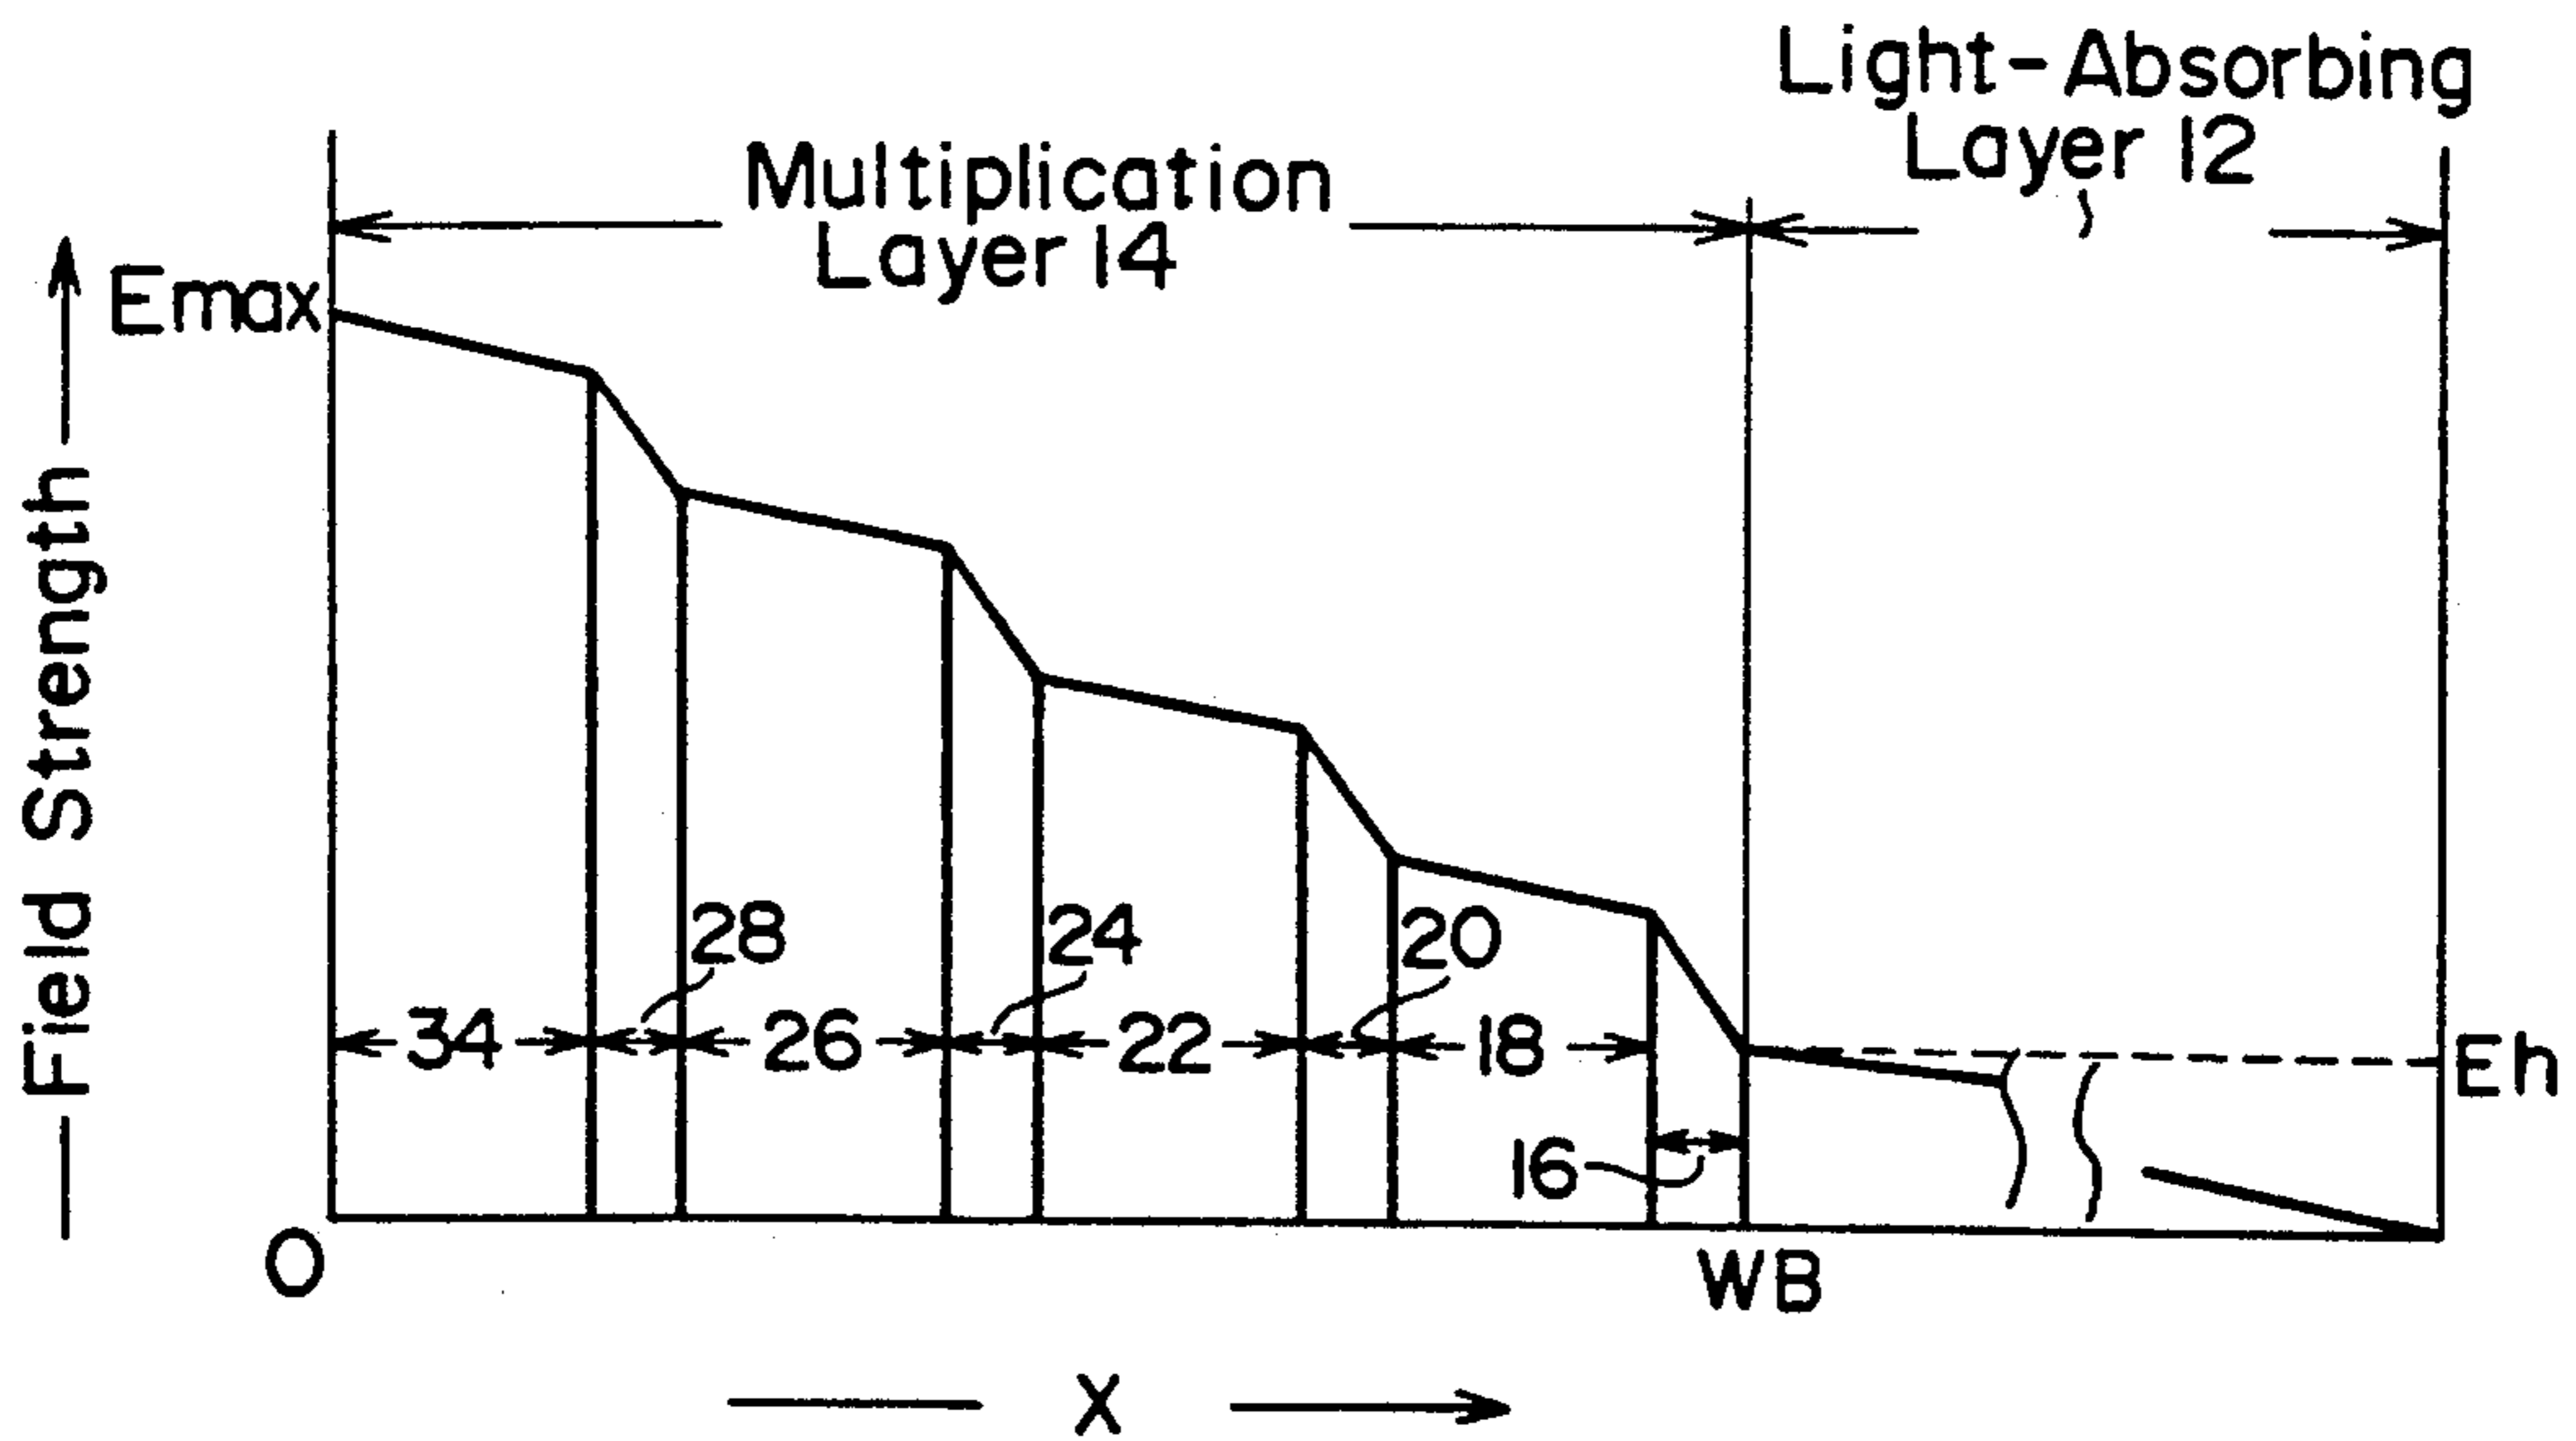 Light-Absorbing
Layer 12
Multiplication
Layer 14
Emax
Field Strength
28
24
20
34
26
22
18
Eh
16
O
WB
X